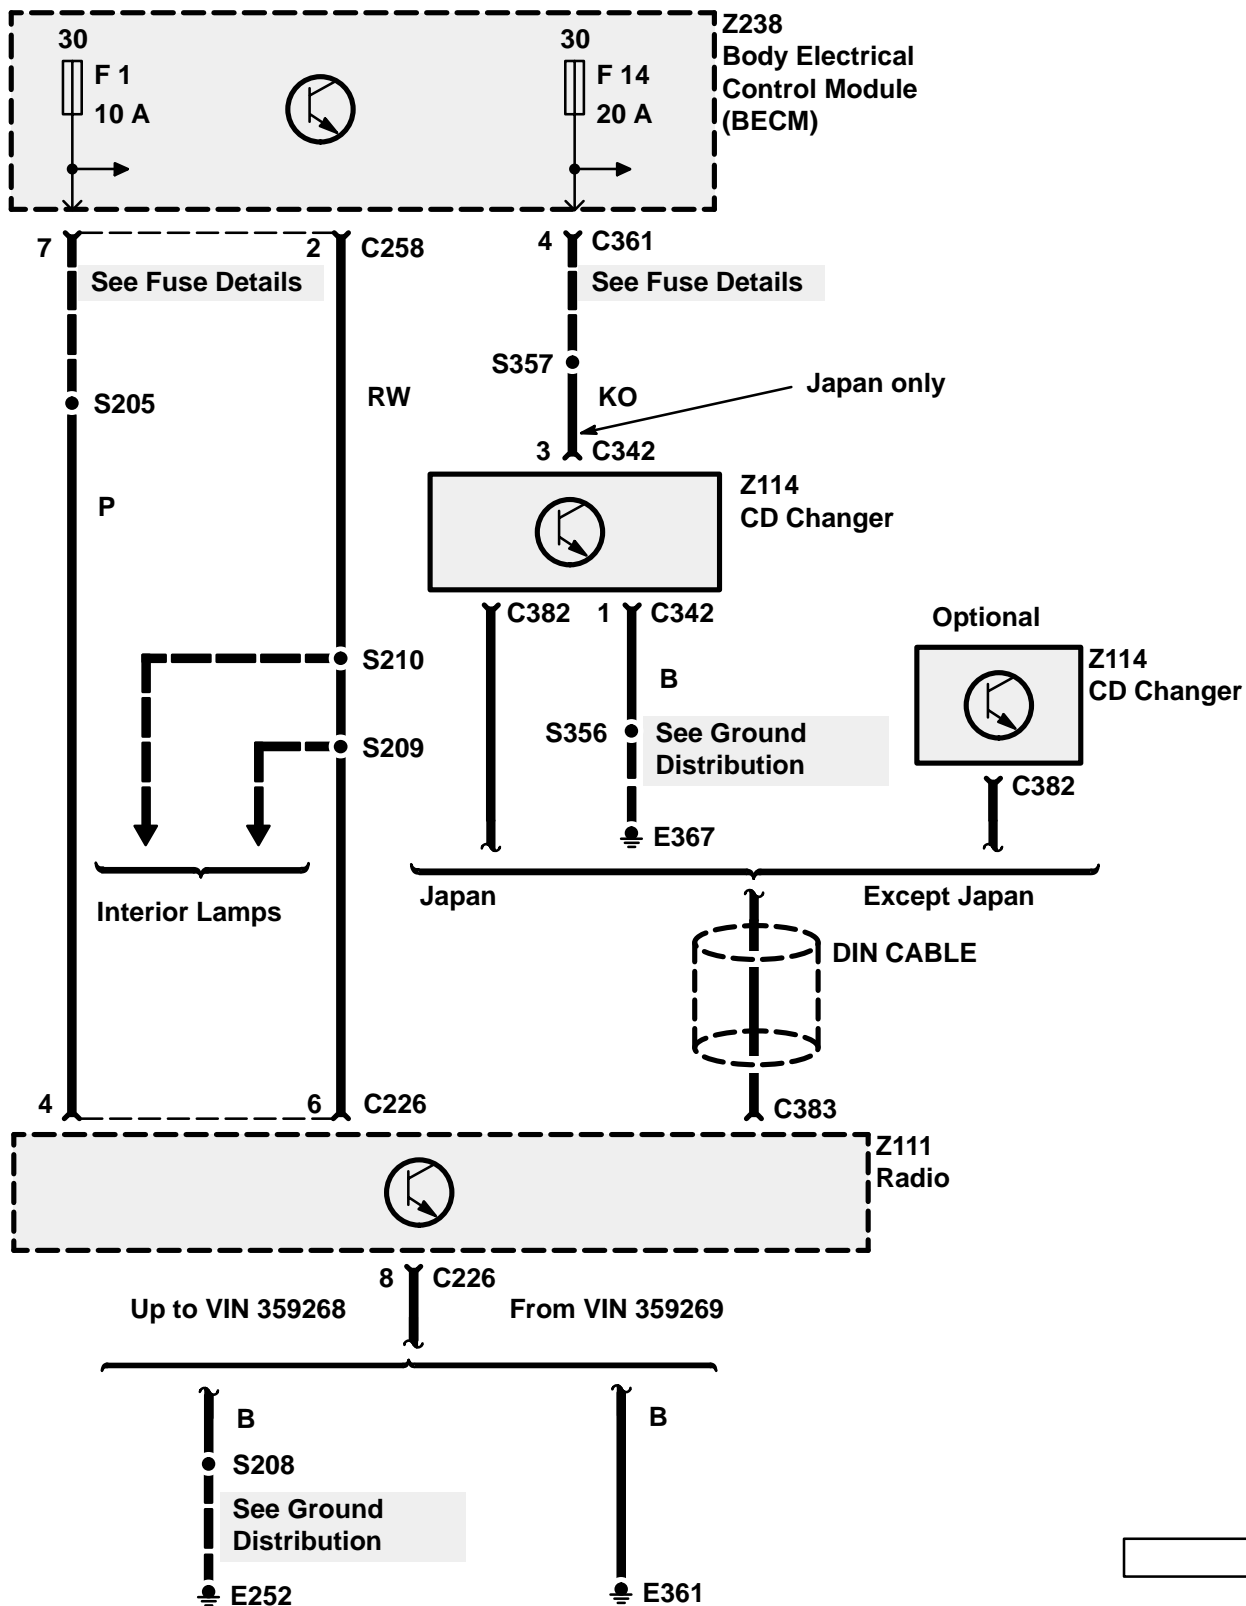 Z238
Body Electrical
Control Module
(BECM)
30
F 1
10 A
30
F 14
20 A
7
2
C258
4
C361
See Fuse Details
See Fuse Details
S357
Japan only
RW
KO
S205
3
C342
P
Z114
CD Changer
C382
1
C342
Optional
S210
B
Z114
CD Changer
S356
See Ground
Distribution
S209
C382
E367
Japan
Except Japan
Interior Lamps
DIN CABLE
4
6
C226
C383
Z111
Radio
8
C226
Up to VIN 359268
From VIN 359269
B
B
S208
See Ground
Distribution
E252
E361